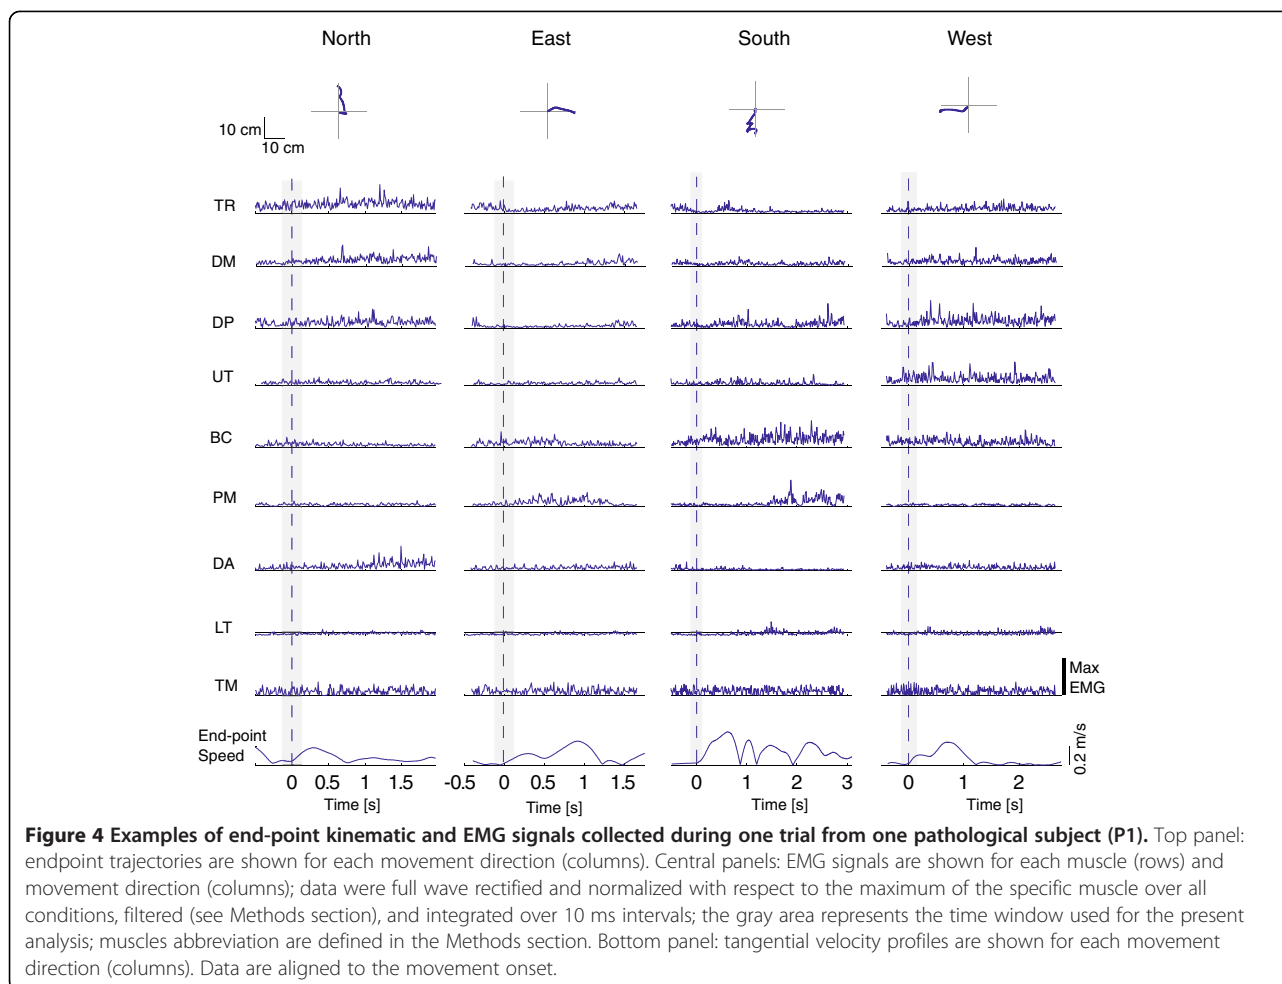 North East South West
10 cm
10 cm
TR
DM
DP
UT
BC
PM
DA
LT
TM
Max
EMG
End-point
Speed
0.2 m/s
0 0.5 1 1.5 -0.5 0 0.5 1 1.5 0 1 2 3 0 1 2
Time [s] Time [s] Time [s] Time [s]
Figure 4 Examples of end-point kinematic and EMG signals collected during one trial from one pathological subject (P1). Top panel:
endpoint trajectories are shown for each movement direction (columns). Central panels: EMG signals are shown for each muscle (rows) and
movement direction (columns); data were full wave rectified and normalized with respect to the maximum of the specific muscle over all
conditions, filtered (see Methods section), and integrated over 10 ms intervals; the gray area represents the time window used for the present
analysis; muscles abbreviation are defined in the Methods section. Bottom panel: tangential velocity profiles are shown for each movement
direction (columns). Data are aligned to the movement onset.